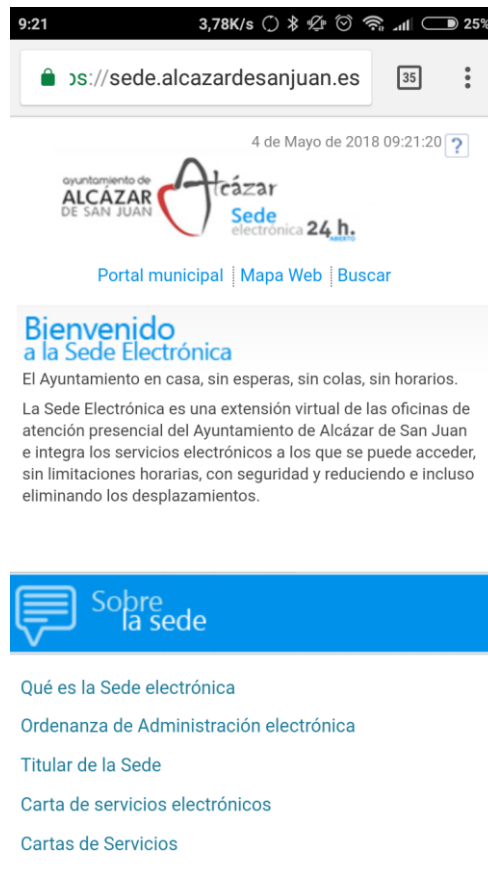 9:21 3,78K/s 25%
ps://sede.alcazardesanjuan.es 35
4 de Mayo de 2018 09:21:20 ?
ayuntamiento de
ALCÁZAR
DE SAN JUAN
Alcázar
Sede
electrónica 24 h.
ABIERTO
Portal municipal Mapa Web Buscar
Bienvenido
a la Sede Electrónica
El Ayuntamiento en casa, sin esperas, sin colas, sin horarios.
La Sede Electrónica es una extensión virtual de las oficinas de
atención presencial del Ayuntamiento de Alcázar de San Juan
e integra los servicios electrónicos a los que se puede acceder,
sin limitaciones horarias, con seguridad y reduciendo e incluso
eliminando los desplazamientos.
Sobre
la sede
Qué es la Sede electrónica
Ordenanza de Administración electrónica
Titular de la Sede
Carta de servicios electrónicos
Cartas de Servicios